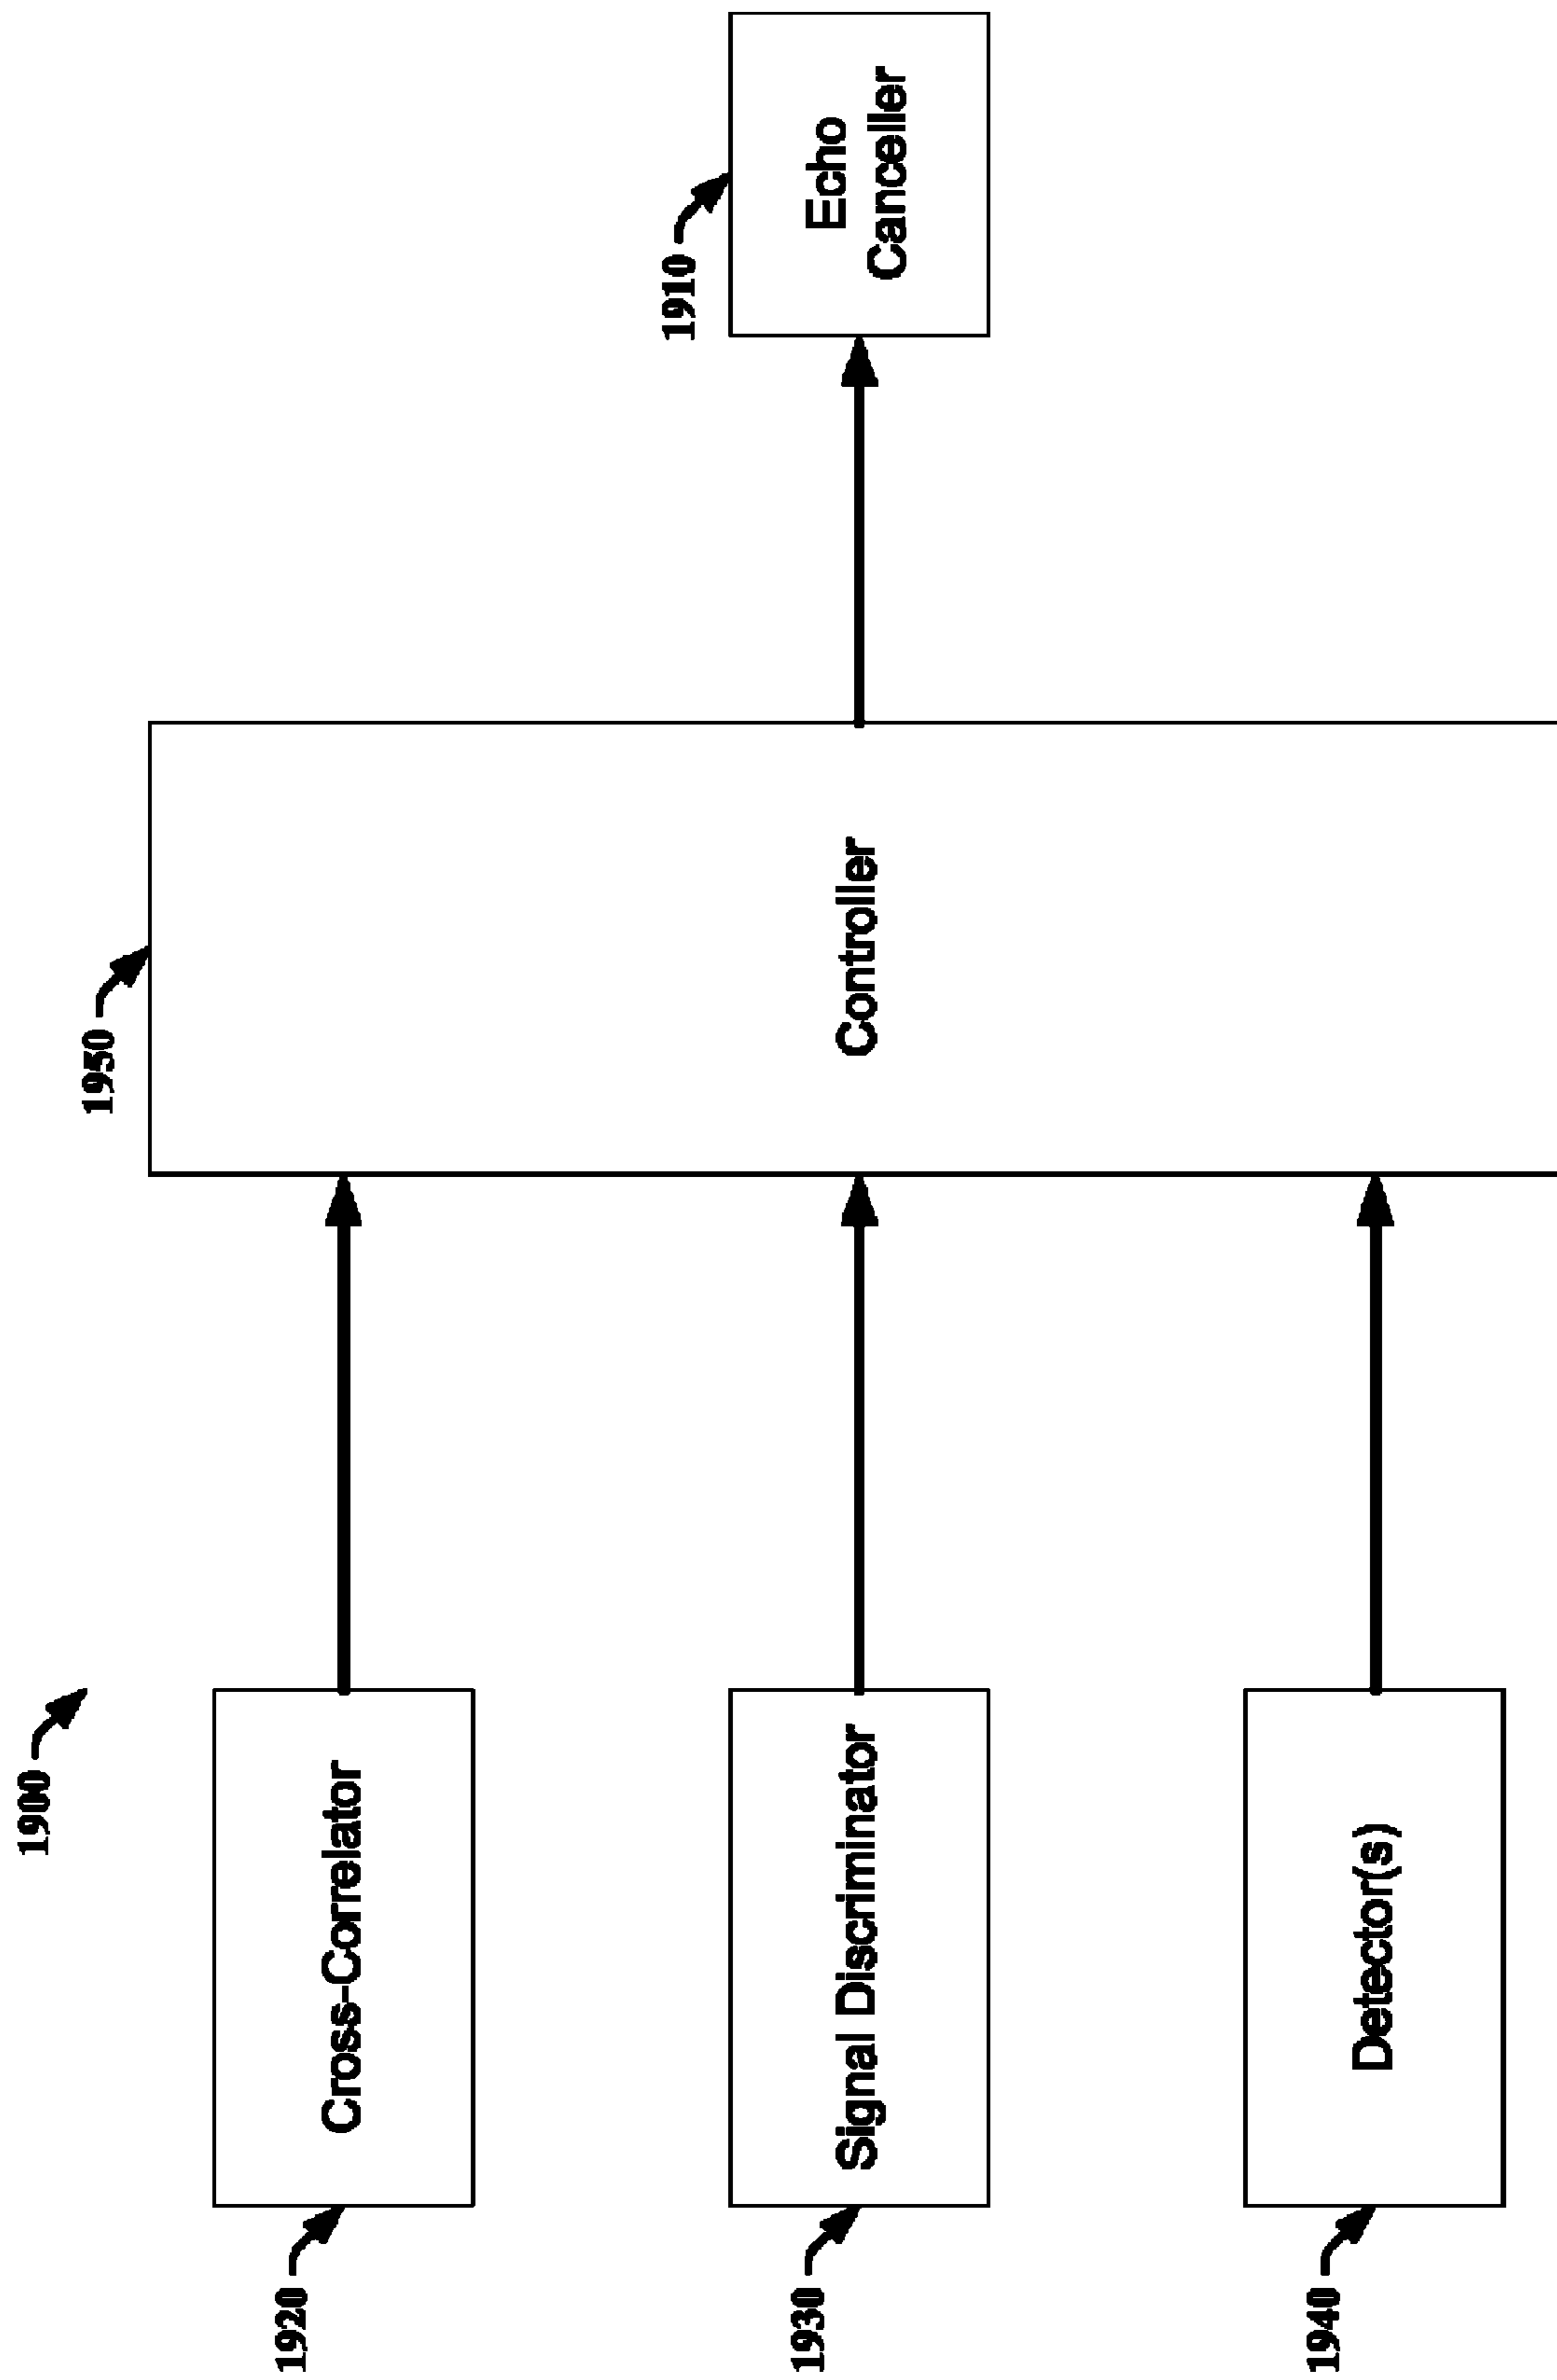 1900
1920
Cross-Correlator
1930
Signal Discriminator
1940
Detector(s)
1950
Controller
1910
Echo
Canceller